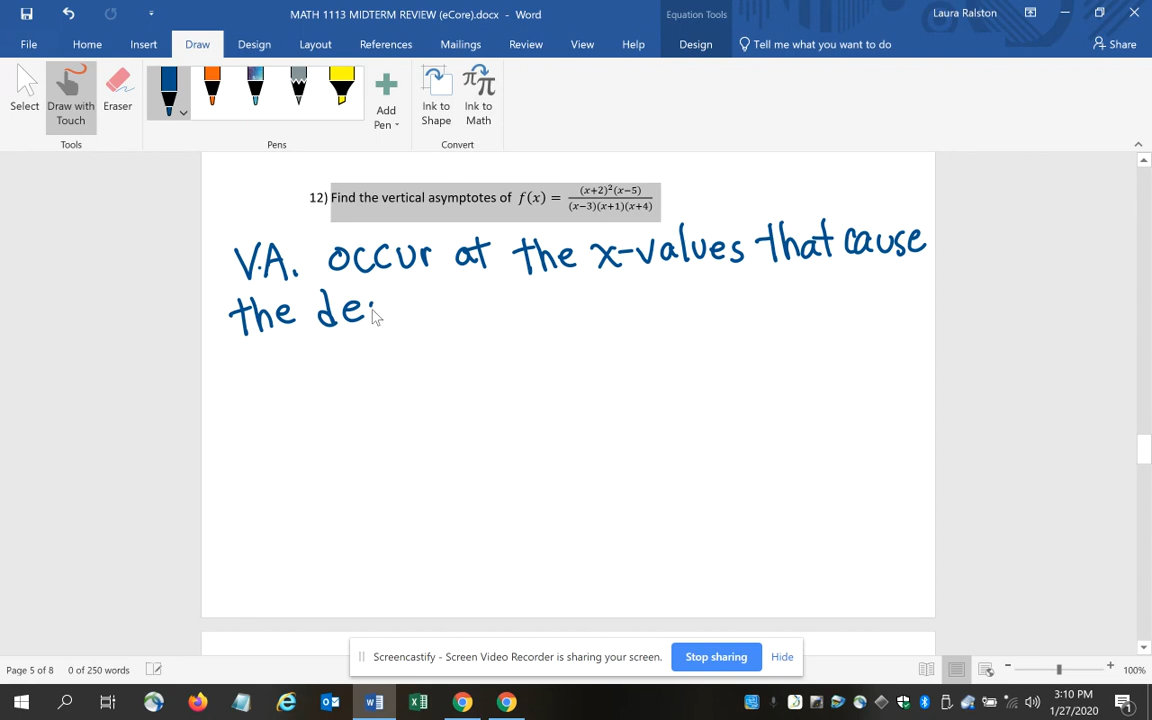 MATH 1113 MIDTERM REVIEW (eCore).docx - Word
Equation Tools
Laura Ralston
File Home Insert Draw Design Layout References Mailings Review View Help Design Tell me what you want to do Share
Select
Draw with Touch
Eraser
Add Pen
Ink to Shape
Ink to Math
Tools
Pens
Convert
12) Find the vertical asymptotes of f(x) = (x+2)²(x−5) / (x−3)(x+1)(x+4)
V.A. occur at the x-values that cause
the de
Screencastify - Screen Video Recorder is sharing your screen. Stop sharing Hide
Page 5 of 8 0 of 250 words 100%
3:10 PM
1/27/2020